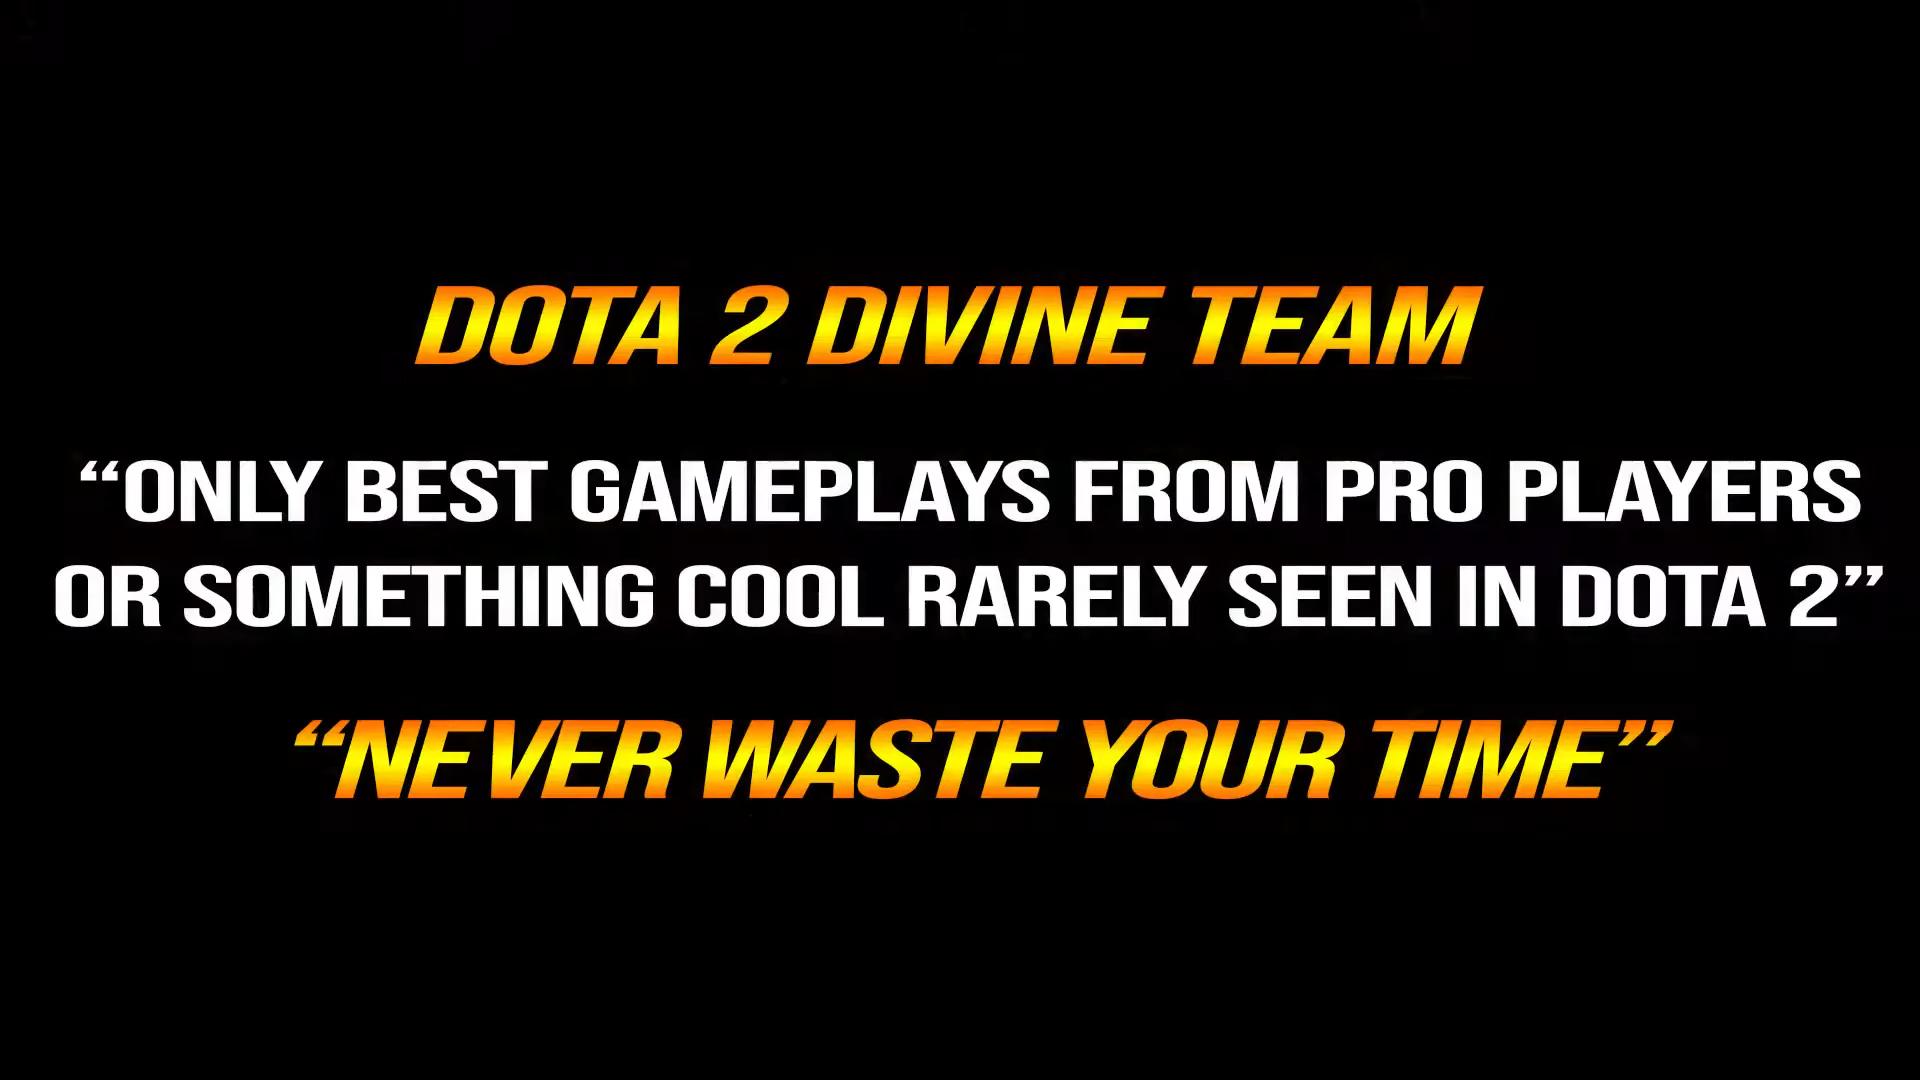 DOTA 2 DIVINE TEAM
“ONLY BEST GAMEPLAYS FROM PRO PLAYERS
OR SOMETHING COOL RARELY SEEN IN DOTA 2”
“NEVER WASTE YOUR TIME”